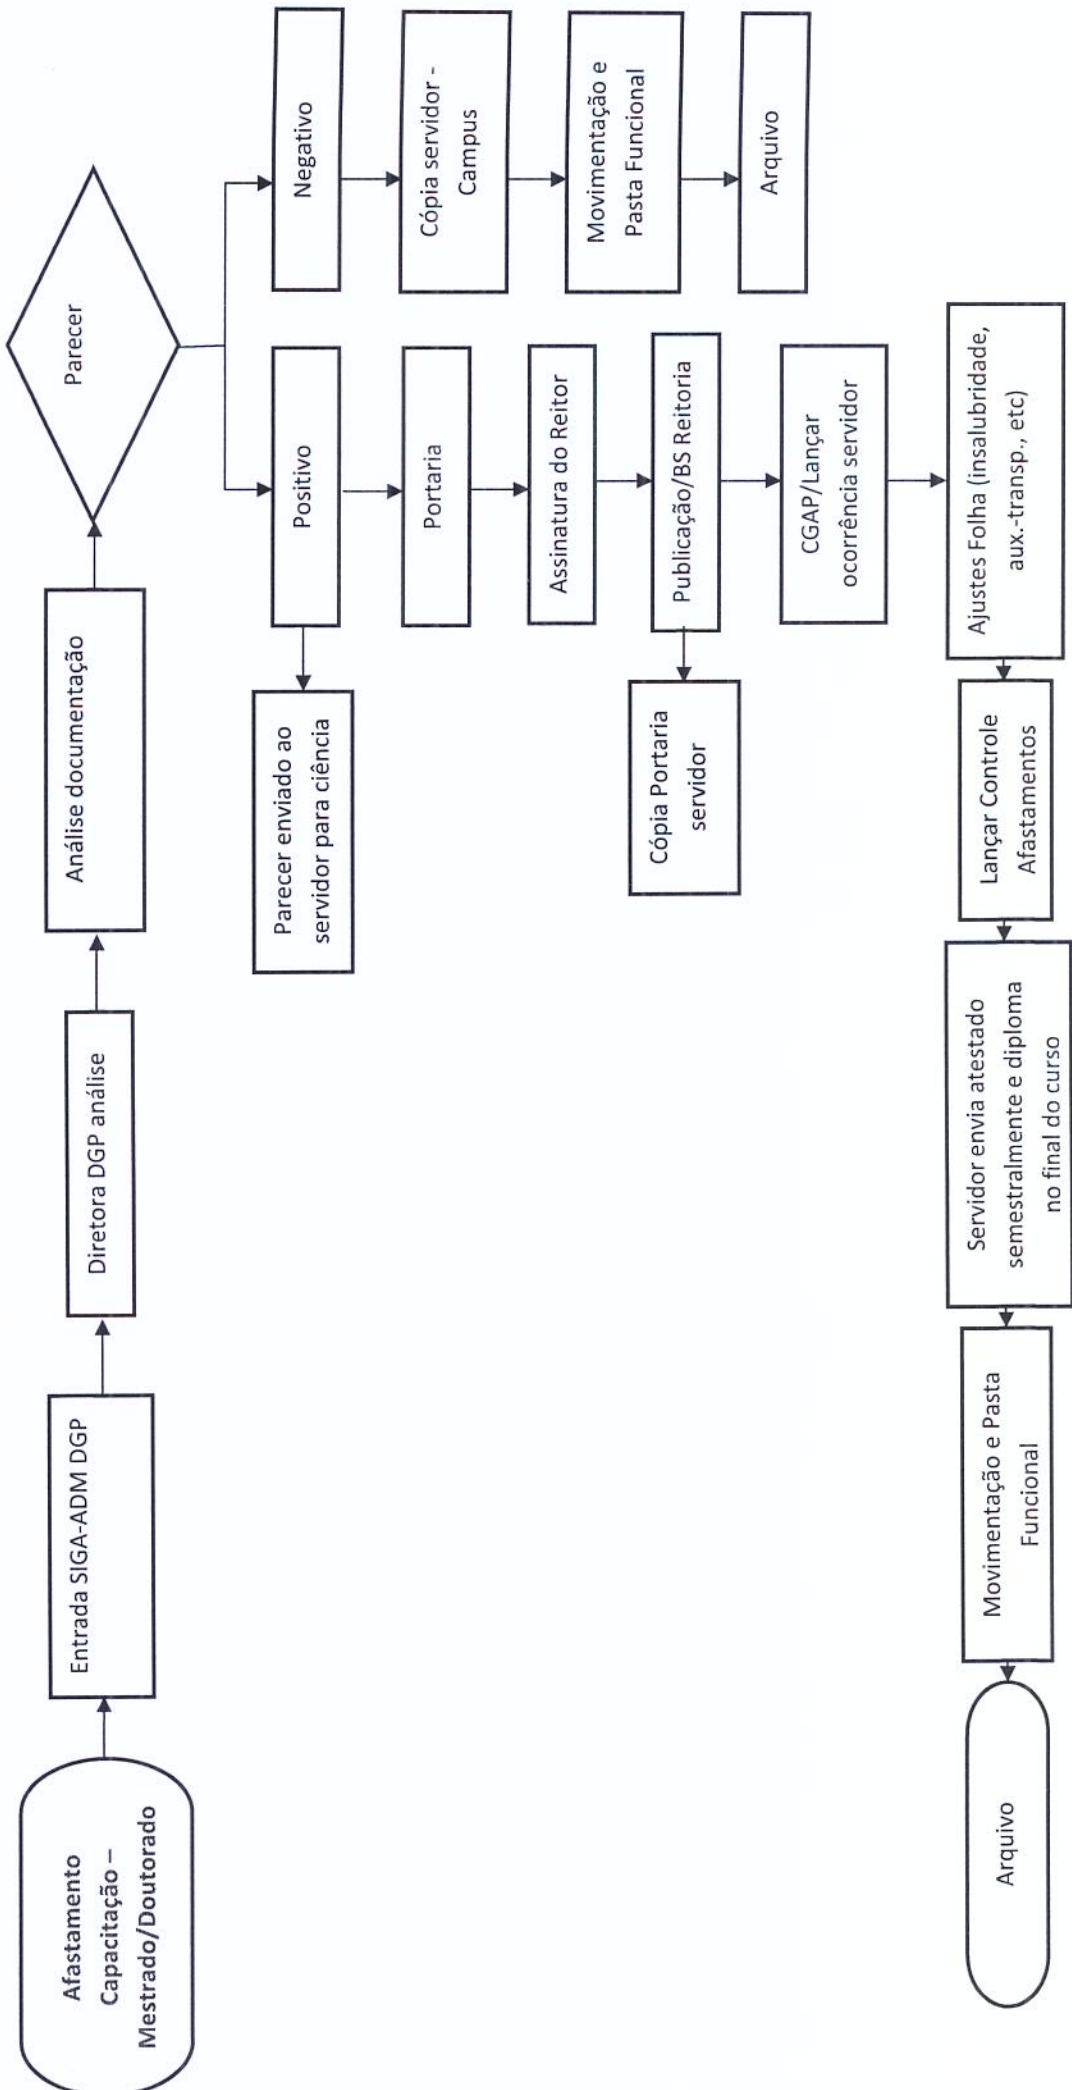 Afastamento
Capacitação –
Mestrado/Doutorado
Entrada SIGA-ADM DGP
Diretora DGP análise
Análise documentação
Parecer
Positivo
Negativo
Parecer enviado ao
servidor para ciência
Portaria
Cópia servidor -
Campus
Assinatura do Reitor
Movimentação e
Pasta Funcional
Cópia Portaria
servidor
Publicação/BS Reitoria
Arquivo
CGAP/Lançar
ocorrência servidor
Ajustes Folha (insalubridade,
aux.-transp., etc)
Lançar Controle
Afastamentos
Servidor envia atestado
semestralmente e diploma
no final do curso
Movimentação e Pasta
Funcional
Arquivo